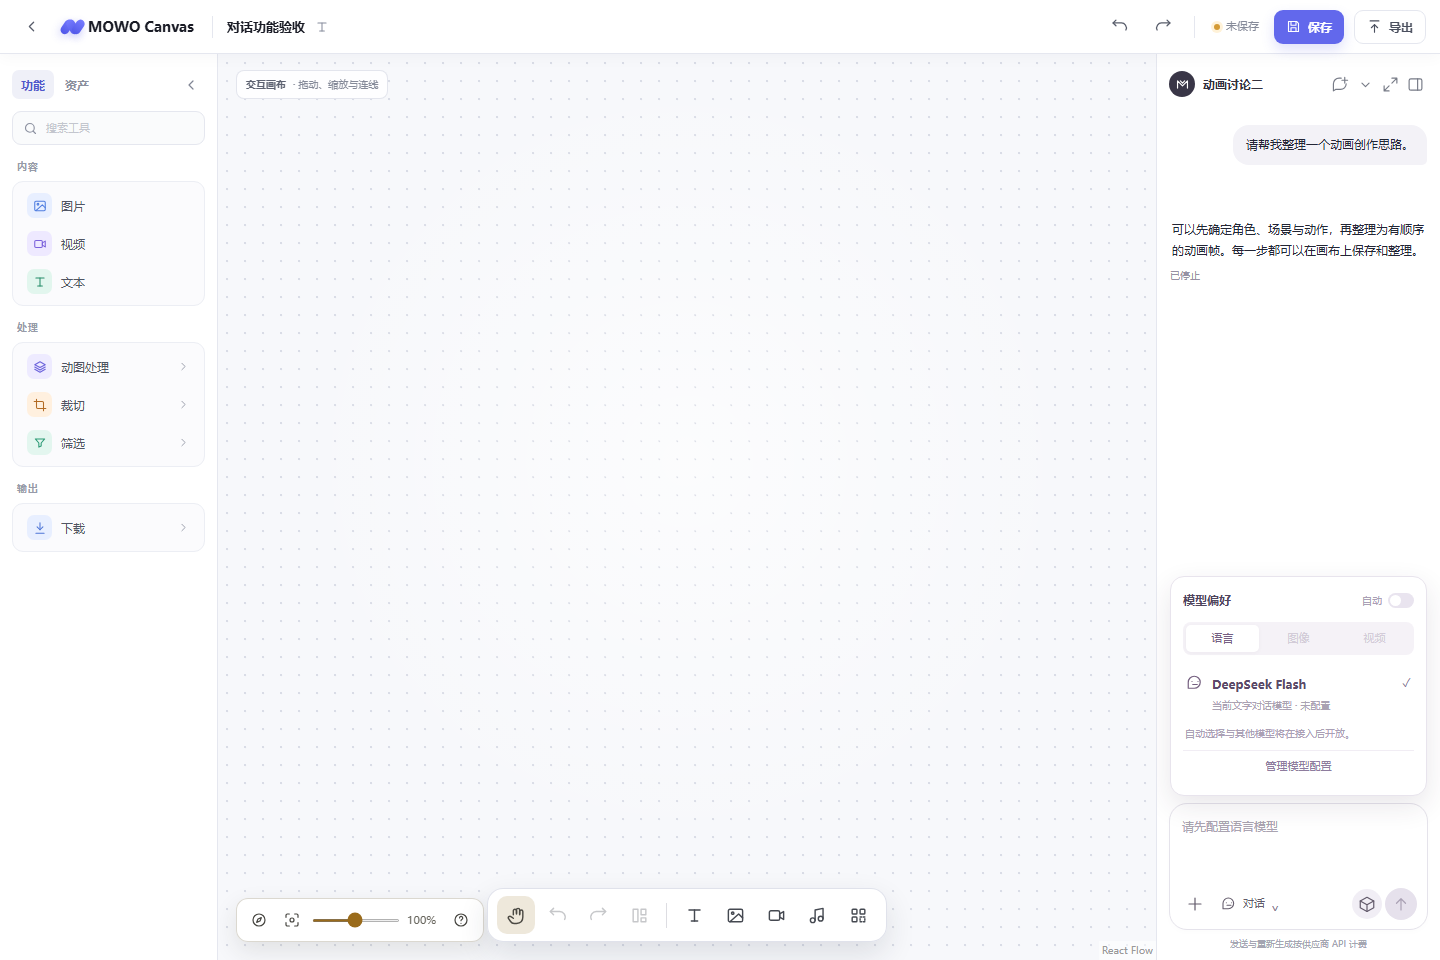 MOWO Canvas
对话功能验收
未保存
保存
导出
功能
资产
搜索工具
内容
图片
视频
文本
处理
动图处理
裁切
筛选
输出
下载
交互画布 · 拖动、缩放与连线
100%
React Flow
动画讨论二
请帮我整理一个动画创作思路。
可以先确定角色、场景与动作，再整理为有顺序
的动画帧。每一步都可以在画布上保存和整理。
已停止
模型偏好
自动
语言
图像
视频
DeepSeek Flash
当前文字对话模型 · 未配置
自动选择与其他模型将在接入后开放。
管理模型配置
请先配置语言模型
对话
发送与重新生成按供应商 API 计费